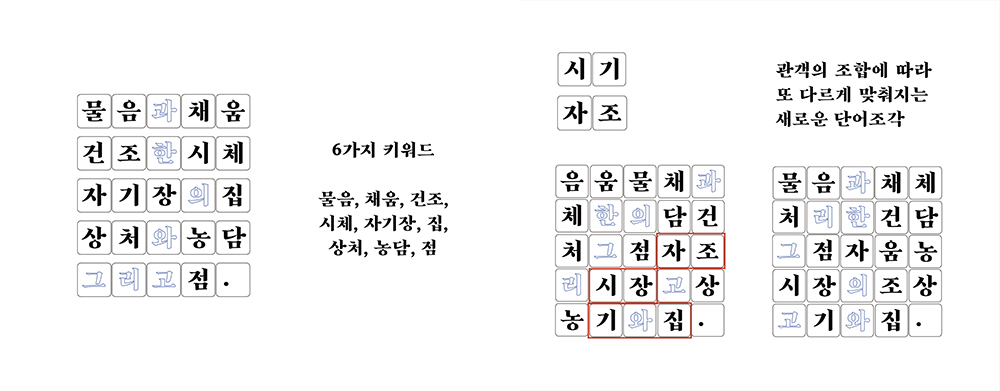 물음과채움
건조한시체
자기장의집
상처와농담
그리고점.
6가지 키워드
물음, 채움, 건조,
시체, 자기장, 집,
상처, 농담, 점
시기
자조
관객의 조합에 따라
또 다르게 맞춰지는
새로운 단어조각
음움물채과
체한의담건
처그점자조
리시장고상
농기와집.
물음과채체
처리한건담
그점자움농
시장의조상
고기와집.